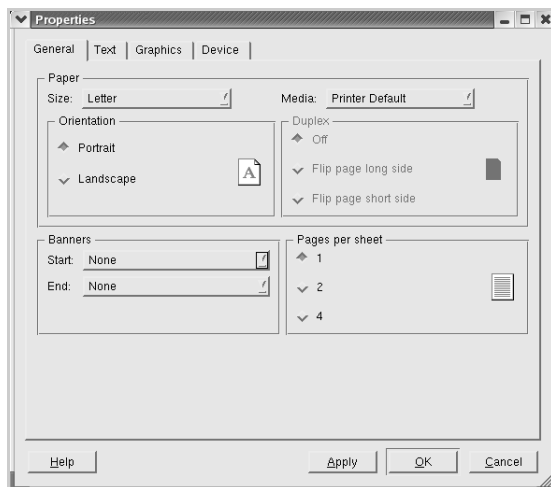 Properties
General Text Graphics Device
Paper
Size: Letter Media: Printer Default
Orientation
Portrait
Landscape
A
Duplex
Off
Flip page long side
Flip page short side
Banners
Start: None
End: None
Pages per sheet
1
2
4
Help Apply OK Cancel